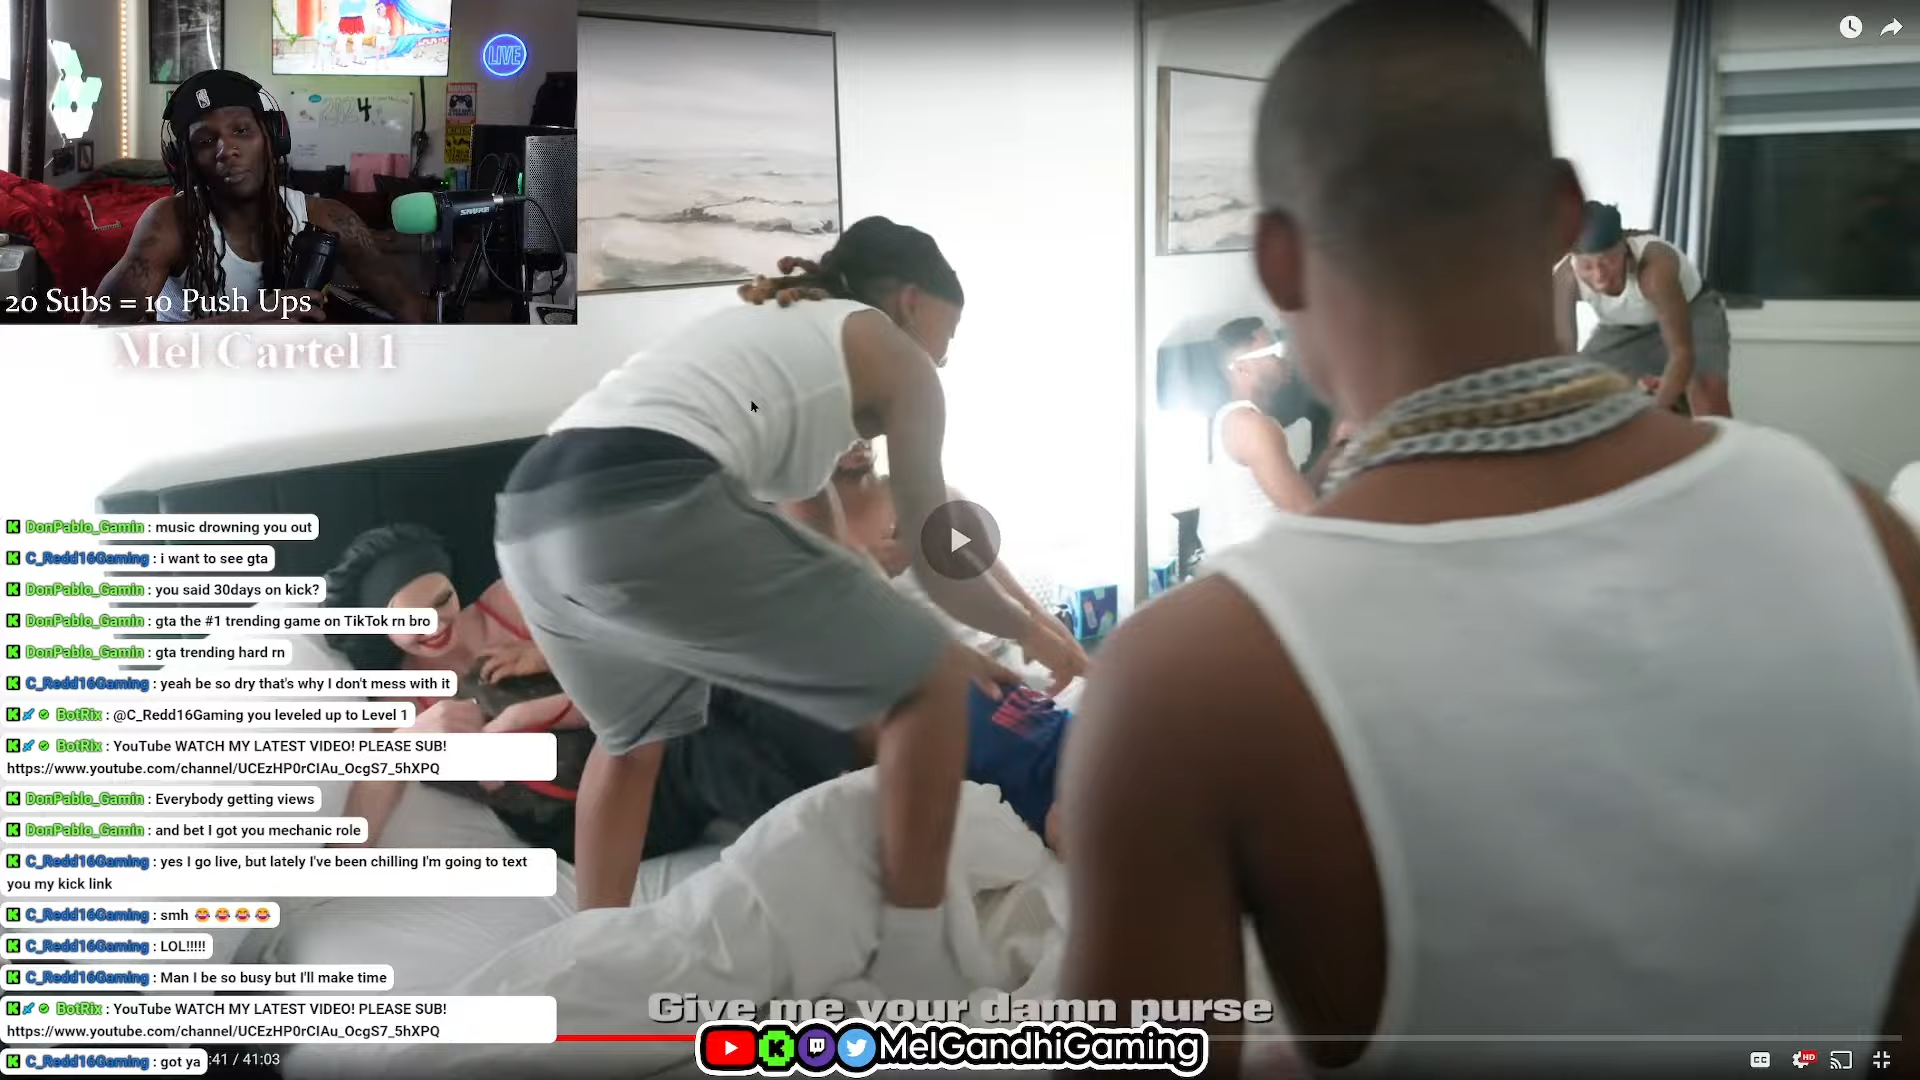 LIVE
2024
SHURE
20 Subs = 10 Push Ups
Mel Cartel 1
DonPablo_Gamin : music drowning you out
C_Redd16Gaming : i want to see gta
DonPablo_Gamin : you said 30days on kick?
DonPablo_Gamin : gta the #1 trending game on TikTok rn bro
DonPablo_Gamin : gta trending hard rn
C_Redd16Gaming : yeah be so dry that's why I don't mess with it
BotRix : @C_Redd16Gaming you leveled up to Level 1
BotRix : YouTube WATCH MY LATEST VIDEO! PLEASE SUB!
https://www.youtube.com/channel/UCEzHP0rCIAu_OcgS7_5hXPQ
DonPablo_Gamin : Everybody getting views
DonPablo_Gamin : and bet I got you mechanic role
C_Redd16Gaming : yes I go live, but lately I've been chilling I'm going to text
you my kick link
C_Redd16Gaming : smh 😂 😂 😂 😂
C_Redd16Gaming : LOL!!!!!
C_Redd16Gaming : Man I be so busy but I'll make time
BotRix : YouTube WATCH MY LATEST VIDEO! PLEASE SUB!
https://www.youtube.com/channel/UCEzHP0rCIAu_OcgS7_5hXPQ
C_Redd16Gaming : got ya
:41 / 41:03
Give me your damn purse
MelGandhiGaming
CC
HD